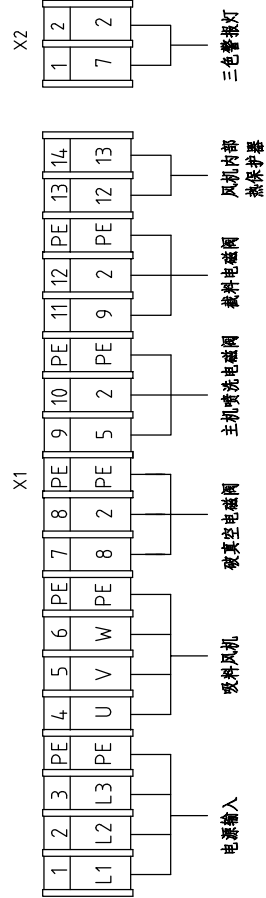 X1
1 2 3 PE 4 5 6 PE 7 8 PE 9 10 PE 11 12 PE 13 14
L1 L2 L3 PE U V W PE 8 2 PE 5 2 PE 9 2 PE 12 13
电源输入
吸料风机
破真空电磁阀
主机喷洗电磁阀
截料电磁阀
风机内部
热保护器
X2
1 2
7 2
三色警报灯